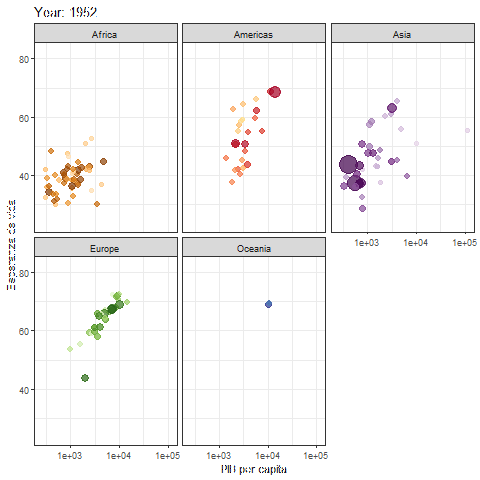 Year: 1952
Africa
Americas
Asia
80
60
40
1e+03
1e+04
1e+05
Esperanza de vida
Europe
Oceania
80
60
40
1e+03
1e+04
1e+05
1e+03
1e+04
1e+05
PIB per capita